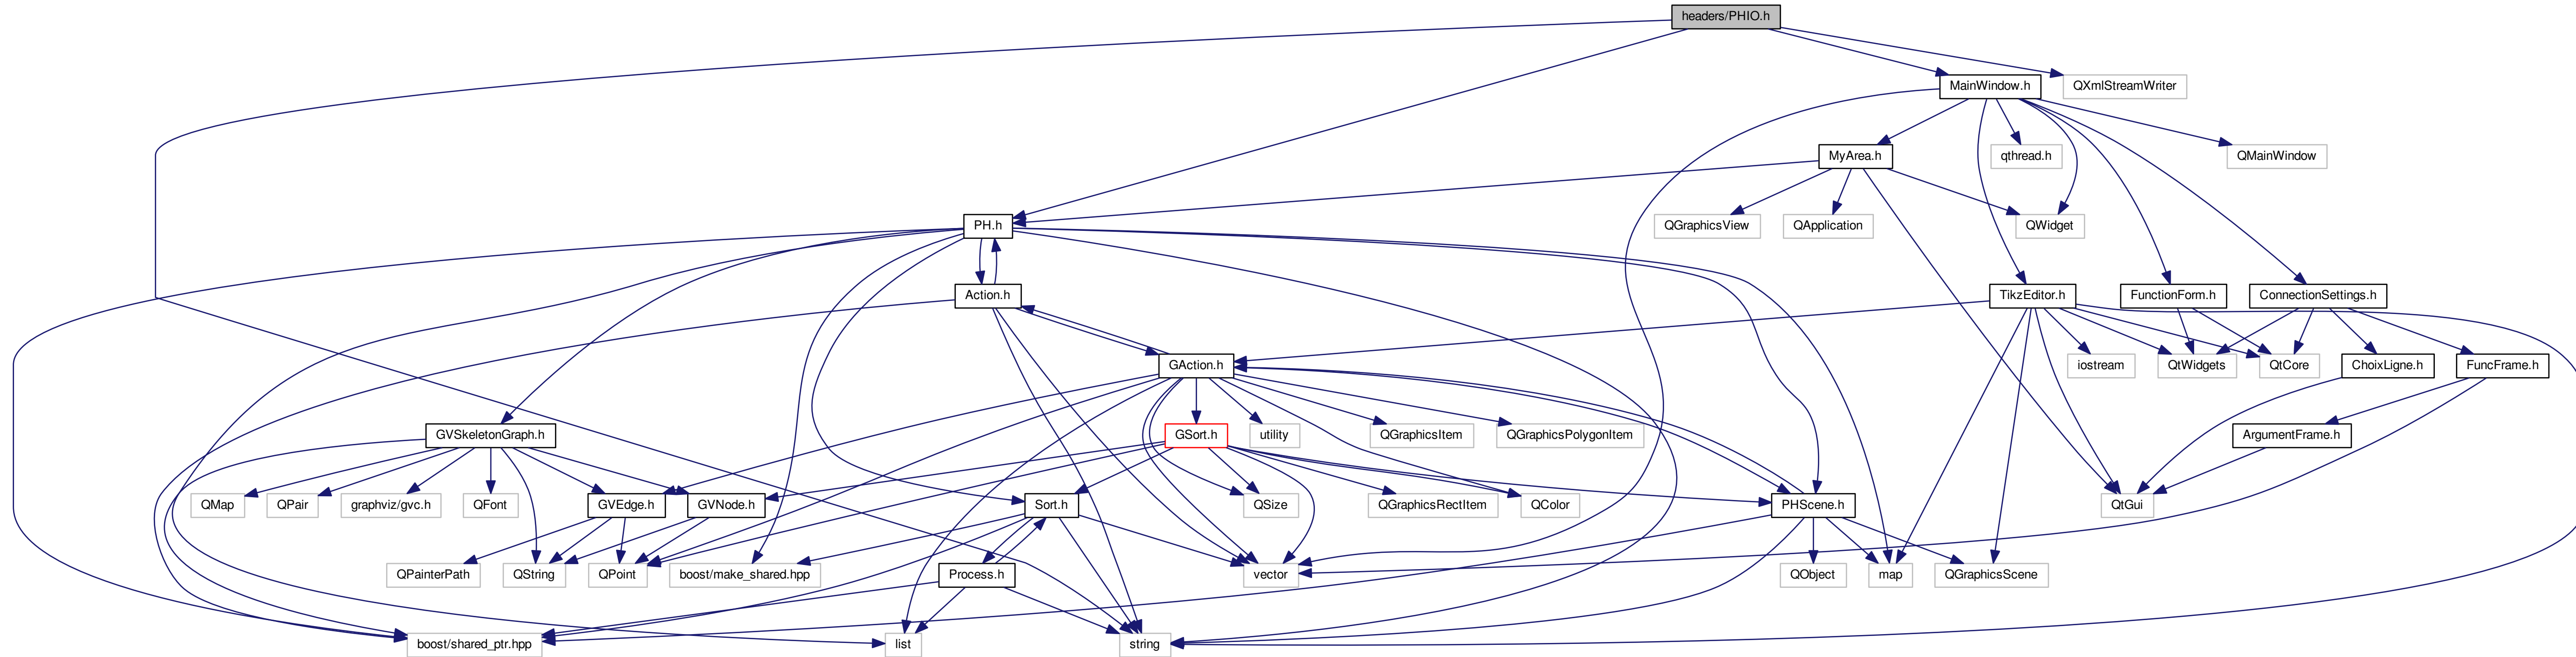 headers/PHIO.h
MainWindow.h
QXmlStreamWriter
MyArea.h
qthread.h
QMainWindow
PH.h
QGraphicsView
QApplication
QWidget
Action.h
TikzEditor.h
FunctionForm.h
ConnectionSettings.h
GAction.h
iostream
QtWidgets
QtCore
ChoixLigne.h
FuncFrame.h
GVSkeletonGraph.h
GSort.h
utility
QGraphicsItem
QGraphicsPolygonItem
ArgumentFrame.h
QMap
QPair
graphviz/gvc.h
QFont
GVEdge.h
GVNode.h
Sort.h
QSize
QGraphicsRectItem
QColor
PHScene.h
QtGui
QPainterPath
QString
QPoint
boost/make_shared.hpp
Process.h
vector
QObject
map
QGraphicsScene
boost/shared_ptr.hpp
list
string